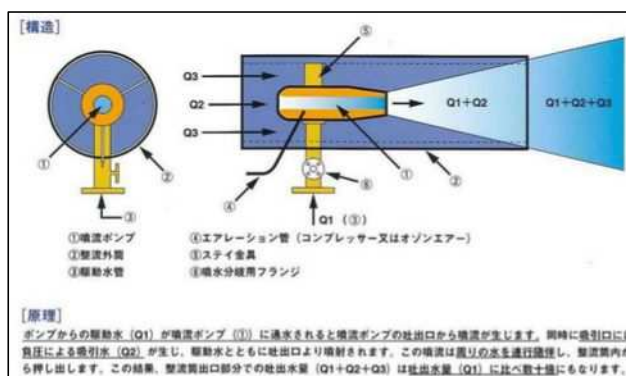 [構造]
⑤
Q3
Q2
Q3
Q1+Q2
Q1+Q2+Q3
①
②
③
④
⑥
①
②
Q1 (③)
①噴流ポンプ
②整流外筒
③駆動水管
④エアレーション管(コンプレッサー又はオゾンエアー)
⑤ステイ金具
⑥噴水分岐用フランジ
[原理]
ポンプからの駆動水(Q1)が噴流ポンプ(①)に通水されると噴流ポンプの吐出口から噴流が生じます。同時に吸引口に
負圧による吸引水(Q2)が生じ、駆動水とともに吐出口より噴射されます。この噴流は周りの水を連行随伴し、整流筒内か
ら押し出します。この結果、整流筒出口部分での吐出水量(Q1+Q2+Q3)は吐出水量(Q1)に比べ数十倍にもなります。